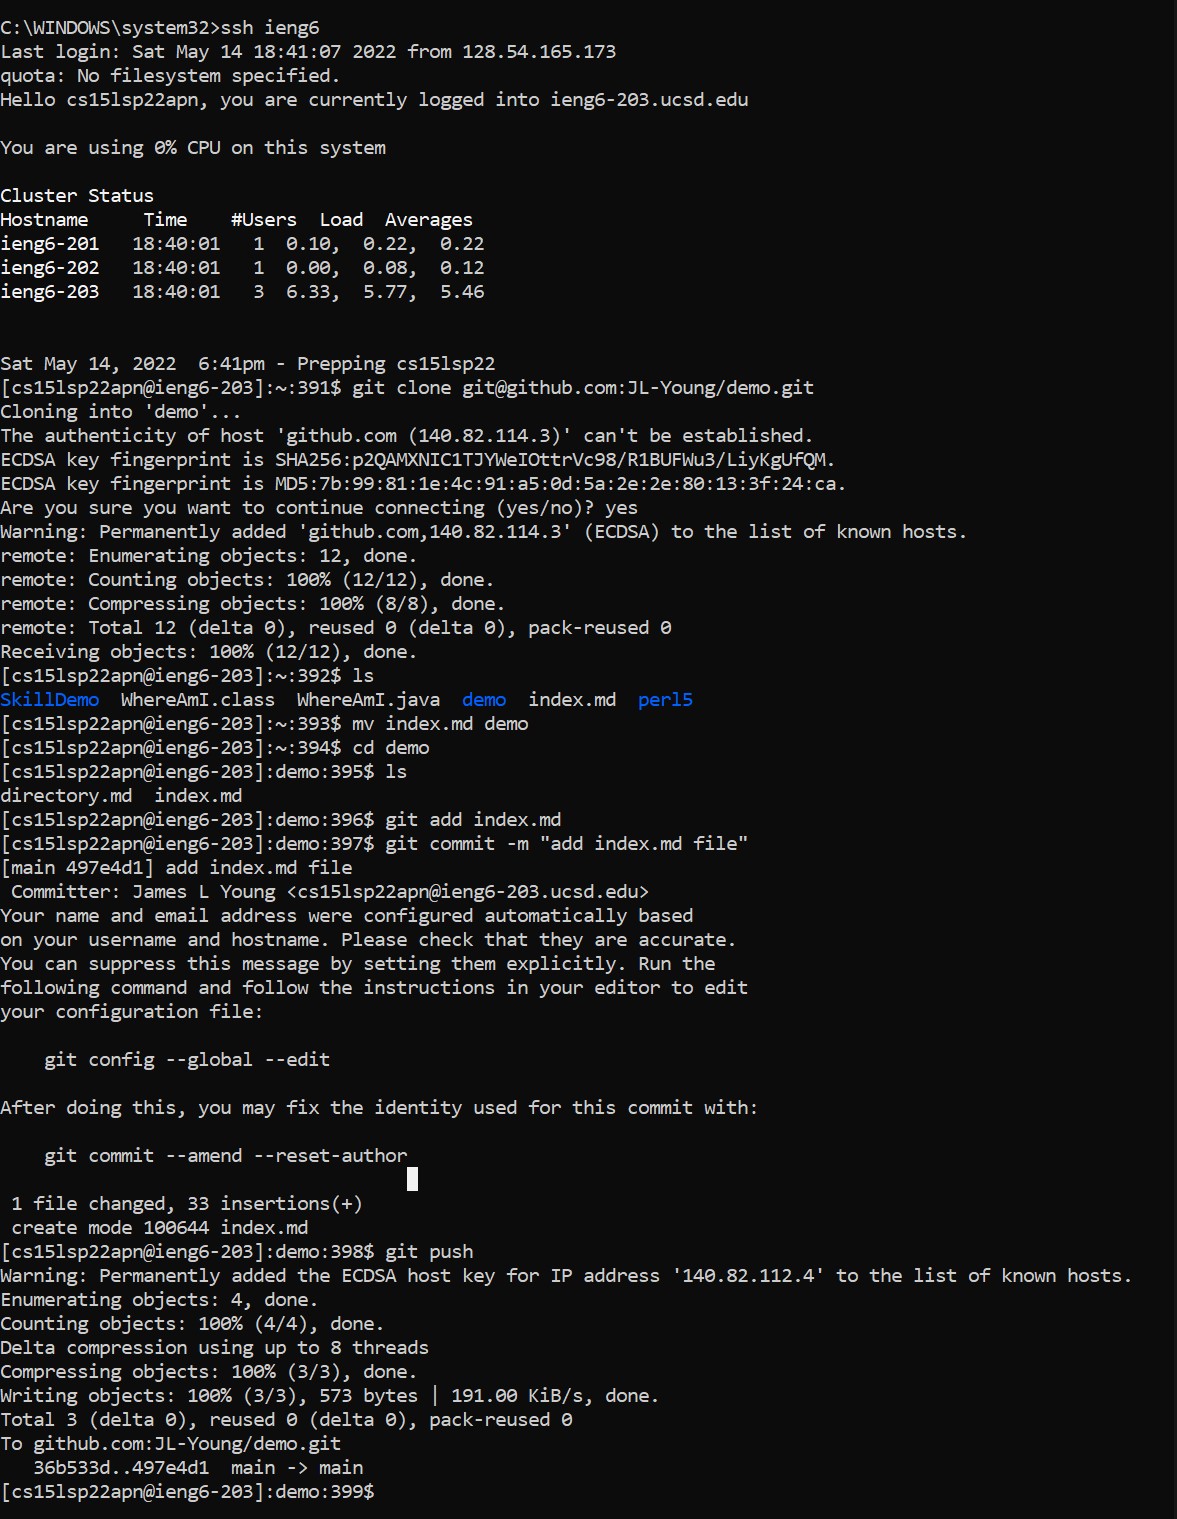 C:\WINDOWS\system32>ssh ieng6
Last login: Sat May 14 18:41:07 2022 from 128.54.165.173
quota: No filesystem specified.
Hello cs15lsp22apn, you are currently logged into ieng6-203.ucsd.edu
You are using 0% CPU on this system
Cluster Status
Hostname     Time    #Users  Load  Averages
ieng6-201   18:40:01   1  0.10,  0.22,  0.22
ieng6-202   18:40:01   1  0.00,  0.08,  0.12
ieng6-203   18:40:01   3  6.33,  5.77,  5.46
Sat May 14, 2022  6:41pm - Prepping cs15lsp22
[cs15lsp22apn@ieng6-203]:~:391$ git clone git@github.com:JL-Young/demo.git
Cloning into 'demo'...
The authenticity of host 'github.com (140.82.114.3)' can't be established.
ECDSA key fingerprint is SHA256:p2QAMXNIC1TJYWeIOttrVc98/R1BUFWu3/LiyKgUfQM.
ECDSA key fingerprint is MD5:7b:99:81:1e:4c:91:a5:0d:5a:2e:2e:80:13:3f:24:ca.
Are you sure you want to continue connecting (yes/no)? yes
Warning: Permanently added 'github.com,140.82.114.3' (ECDSA) to the list of known hosts.
remote: Enumerating objects: 12, done.
remote: Counting objects: 100% (12/12), done.
remote: Compressing objects: 100% (8/8), done.
remote: Total 12 (delta 0), reused 0 (delta 0), pack-reused 0
Receiving objects: 100% (12/12), done.
[cs15lsp22apn@ieng6-203]:~:392$ ls
SkillDemo  WhereAmI.class  WhereAmI.java  demo  index.md  perl5
[cs15lsp22apn@ieng6-203]:~:393$ mv index.md demo
[cs15lsp22apn@ieng6-203]:~:394$ cd demo
[cs15lsp22apn@ieng6-203]:demo:395$ ls
directory.md  index.md
[cs15lsp22apn@ieng6-203]:demo:396$ git add index.md
[cs15lsp22apn@ieng6-203]:demo:397$ git commit -m "add index.md file"
[main 497e4d1] add index.md file
 Committer: James L Young <cs15lsp22apn@ieng6-203.ucsd.edu>
Your name and email address were configured automatically based
on your username and hostname. Please check that they are accurate.
You can suppress this message by setting them explicitly. Run the
following command and follow the instructions in your editor to edit
your configuration file:
    git config --global --edit
After doing this, you may fix the identity used for this commit with:
    git commit --amend --reset-author
 1 file changed, 33 insertions(+)
 create mode 100644 index.md
[cs15lsp22apn@ieng6-203]:demo:398$ git push
Warning: Permanently added the ECDSA host key for IP address '140.82.112.4' to the list of known hosts.
Enumerating objects: 4, done.
Counting objects: 100% (4/4), done.
Delta compression using up to 8 threads
Compressing objects: 100% (3/3), done.
Writing objects: 100% (3/3), 573 bytes | 191.00 KiB/s, done.
Total 3 (delta 0), reused 0 (delta 0), pack-reused 0
To github.com:JL-Young/demo.git
   36b533d..497e4d1  main -> main
[cs15lsp22apn@ieng6-203]:demo:399$